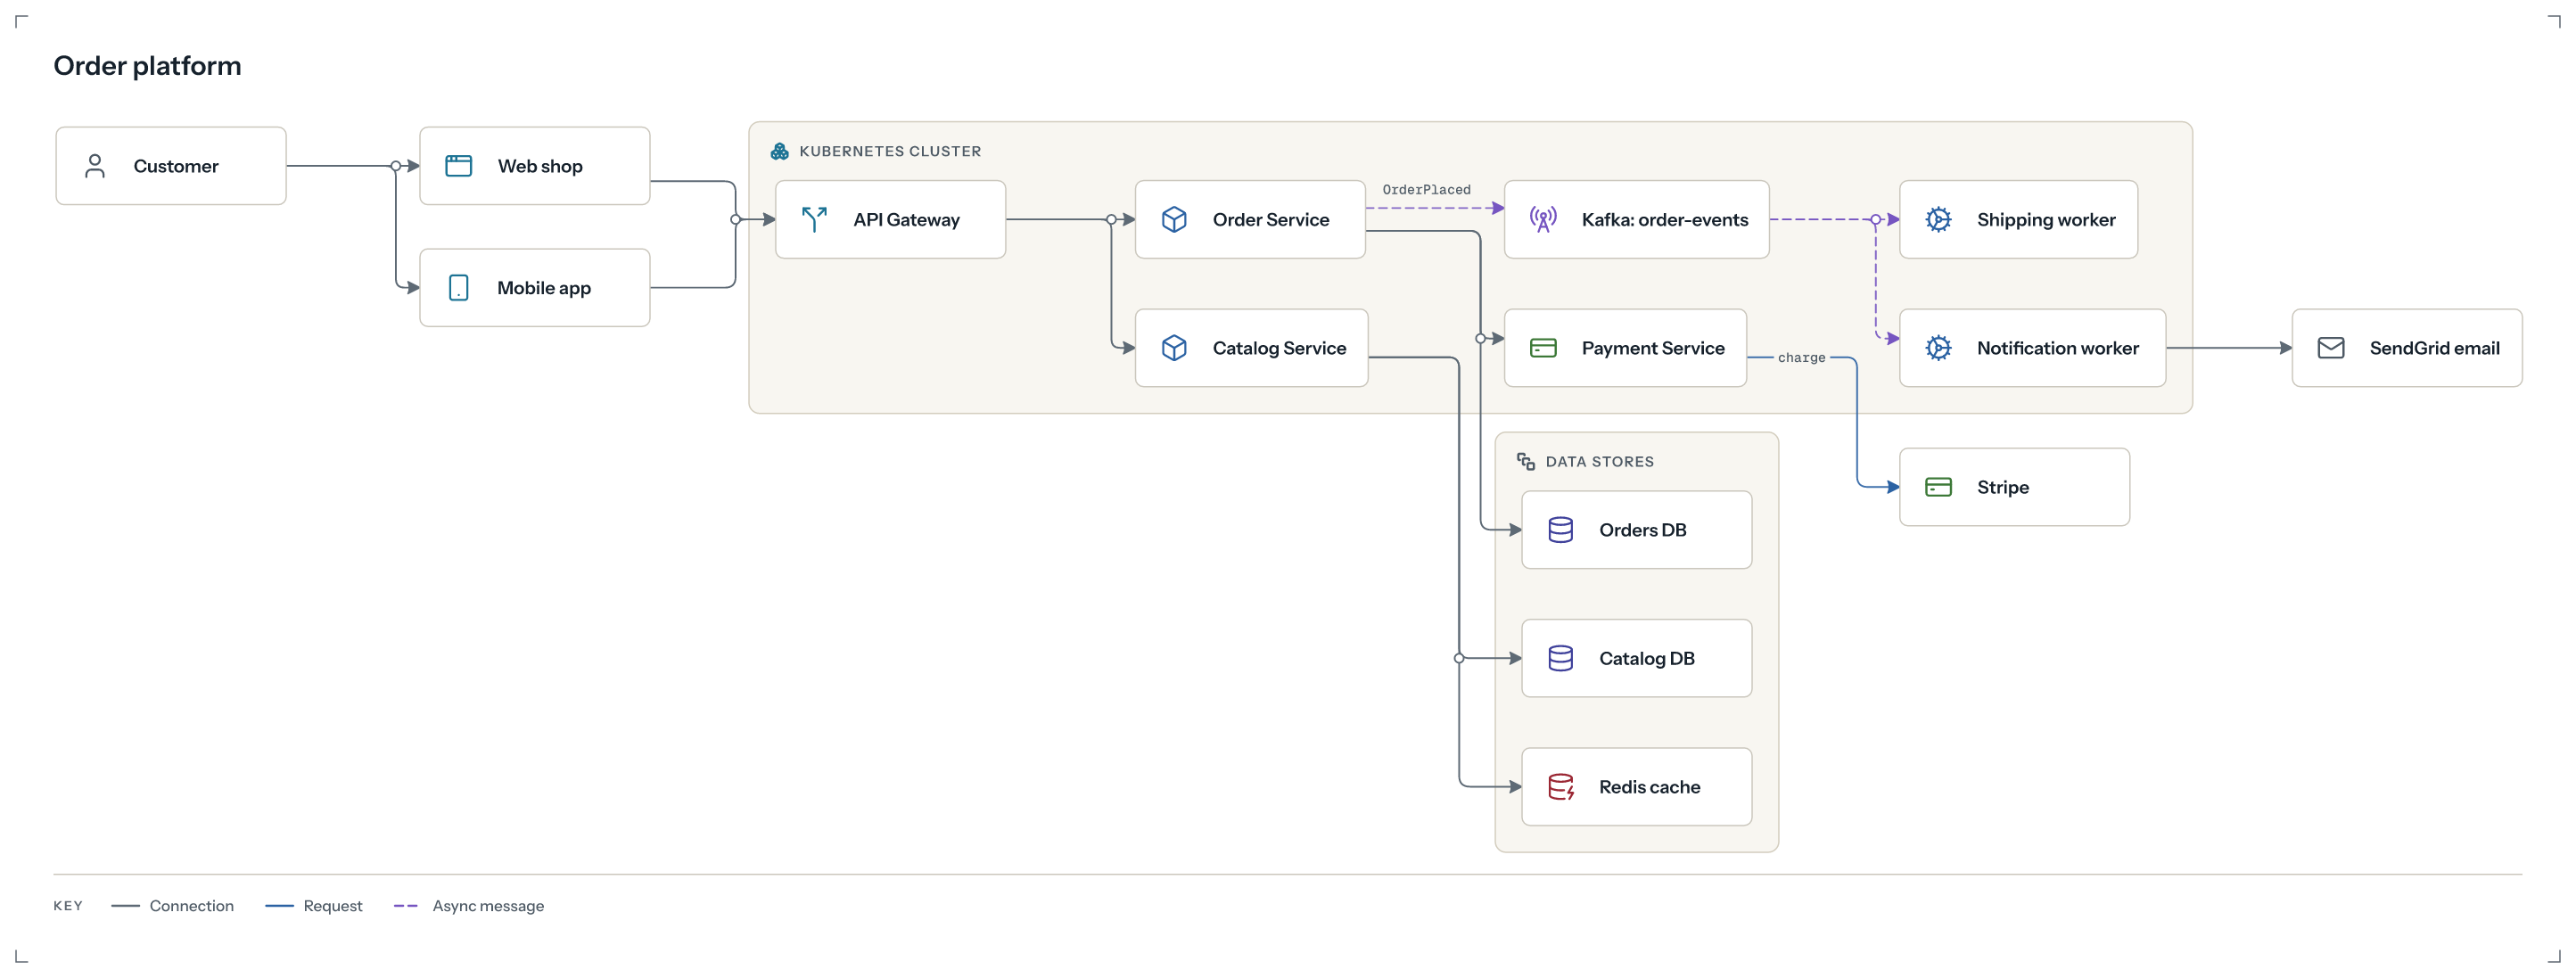 Order platform
Customer
Web shop
Mobile app
KUBERNETES CLUSTER
API Gateway
Order Service
OrderPlaced
Kafka: order-events
Shipping worker
Catalog Service
Payment Service
charge
Notification worker
SendGrid email
DATA STORES
Stripe
Orders DB
Catalog DB
Redis cache
KEY
Connection
Request
Async message